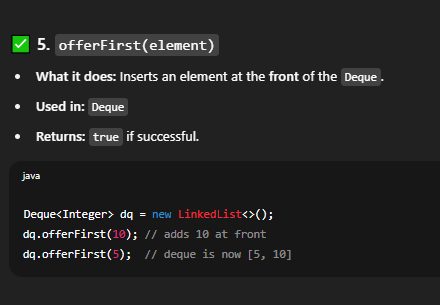 ✅ 5. offerFirst(element)
• What it does: Inserts an element at the front of the Deque.
• Used in: Deque
• Returns: true if successful.
java
Deque<Integer> dq = new LinkedList<>();
dq.offerFirst(10); // adds 10 at front
dq.offerFirst(5);  // deque is now [5, 10]